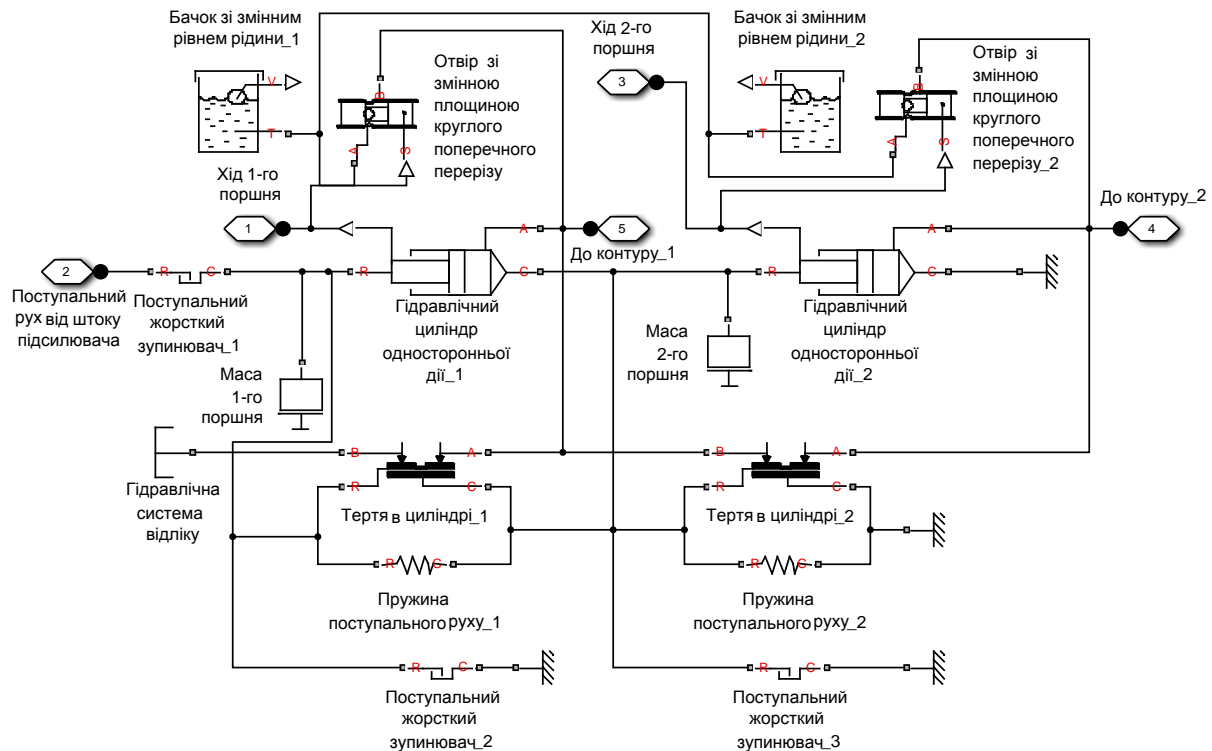 Бачок зі змінним
рівнем рідини_1
V
T
B
A
S
Отвір зі
змінною
площиною
круглого
поперечного
перерізу
Хід 2-го
поршня
3
Бачок зі змінним
рівнем рідини_2
V
T
B
A
S
Отвір зі
змінною
площиною
круглого
поперечного
перерізу_2
Хід 1-го
поршня
1
A
5
До контуру_1
A
До контуру_2
4
2
Поступальний
рух від штоку
підсилювача
R
C
Поступальний
жорсткий
зупинювач_1
R
C
Гідравлічний
циліндр
односторонньої
дії_1
Маса
1-го
поршня
R
C
Гідравлічний
циліндр
односторонньої
дії_2
Маса
2-го
поршня
Гідравлічна
система
відліку
B
A
R
C
Тертя в циліндрі_1
B
A
R
C
Тертя в циліндрі_2
R
C
Пружина
поступального руху_1
R
C
Пружина
поступального руху_2
R
C
Поступальний
жорсткий
зупинювач_2
R
C
Поступальний
жорсткий
зупинювач_3